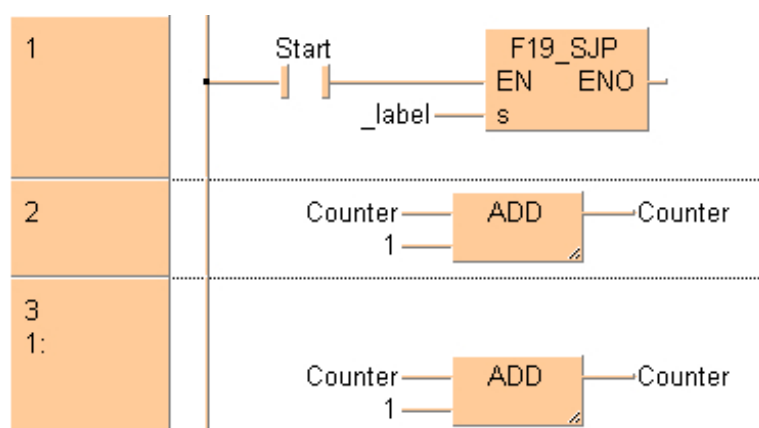 1
Start
F19_SJP
EN ENO
_label s
2
Counter ADD Counter
1
3
1:
Counter ADD Counter
1